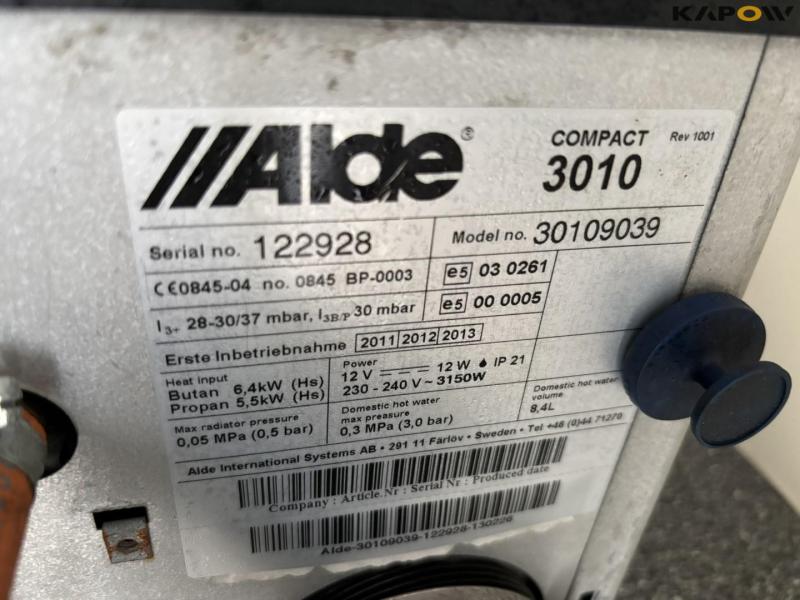 KAPOW
Alde® COMPACT 3010 Rev 1001
Serial no. 122928 Model no. 30109039
CE0845-04 no. 0845 BP-0003 e5 03 0261
I3+ 28-30/37 mbar, I3B/P 30 mbar e5 00 0005
Erste Inbetriebnahme 2011 2012 2013
Heat input
Butan 6,4kW (Hs)
Propan 5,5kW (Hs)
Power
12 V 12 W IP 21
230 - 240 V ~ 3150W
Max radiator pressure
0,05 MPa (0,5 bar)
Domestic hot water
max pressure
0,3 MPa (3,0 bar)
Domestic hot water
volume
8,4L
Alde International Systems AB • 291 11 Färlöv • Sweden • Tel +46 (0)44 71270
Company : Article.Nr : Serial Nr : Produced date
Alde-30109039-122928-130226